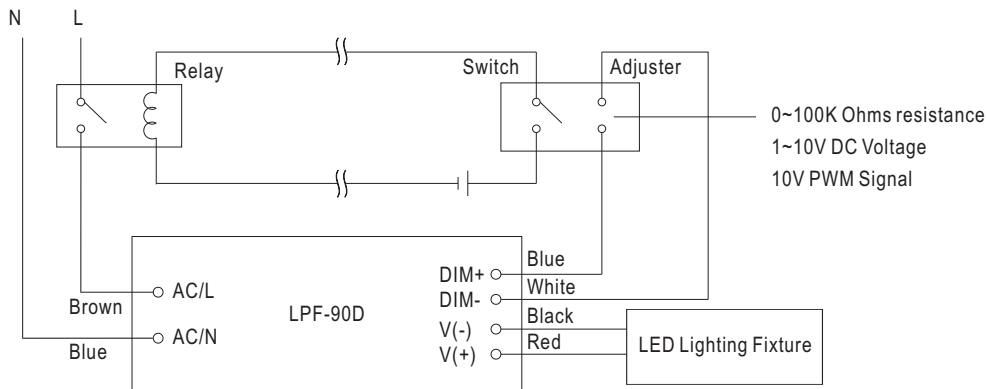 N
L
Relay
Switch
Adjuster
0~100K Ohms resistance
1~10V DC Voltage
10V PWM Signal
Brown
Blue
AC/L
AC/N
LPF-90D
DIM+
DIM-
V(-)
V(+)
Blue
White
Black
Red
LED Lighting Fixture